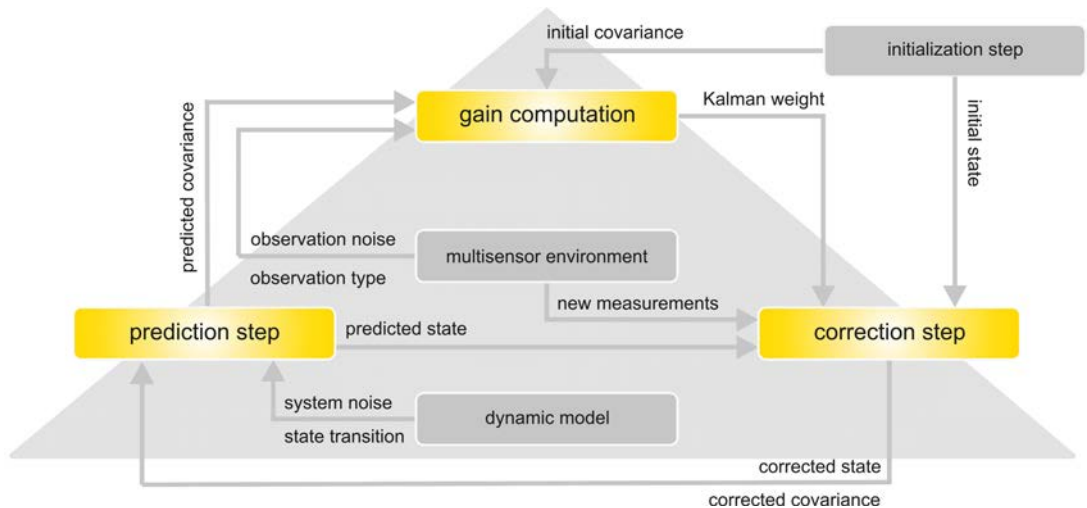 initial covariance
initialization step
predicted covariance
gain computation
Kalman weight
initial state
observation noise
observation type
multisensor environment
new measurements
prediction step
predicted state
correction step
system noise
state transition
dynamic model
corrected state
corrected covariance